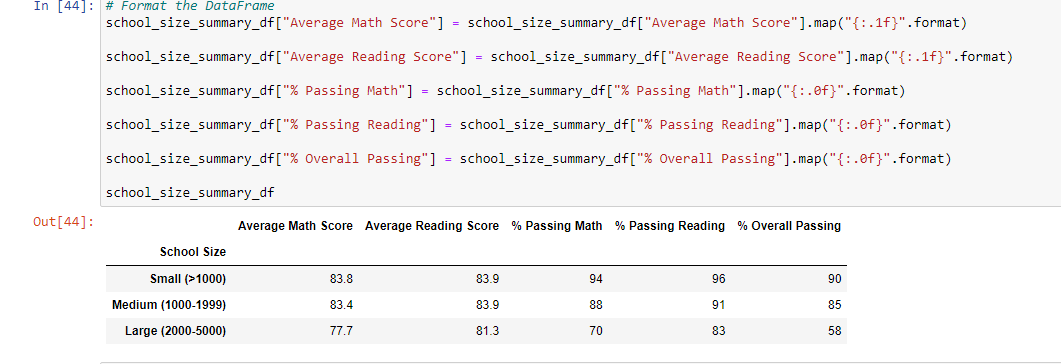 In [44]: # Format the DataFrame
school_size_summary_df["Average Math Score"] = school_size_summary_df["Average Math Score"].map("{:.1f}".format)
school_size_summary_df["Average Reading Score"] = school_size_summary_df["Average Reading Score"].map("{:.1f}".format)
school_size_summary_df["% Passing Math"] = school_size_summary_df["% Passing Math"].map("{:.0f}".format)
school_size_summary_df["% Passing Reading"] = school_size_summary_df["% Passing Reading"].map("{:.0f}".format)
school_size_summary_df["% Overall Passing"] = school_size_summary_df["% Overall Passing"].map("{:.0f}".format)
school_size_summary_df
Out[44]:
Average Math Score Average Reading Score % Passing Math % Passing Reading % Overall Passing
School Size
Small (>1000) 83.8 83.9 94 96 90
Medium (1000-1999) 83.4 83.9 88 91 85
Large (2000-5000) 77.7 81.3 70 83 58